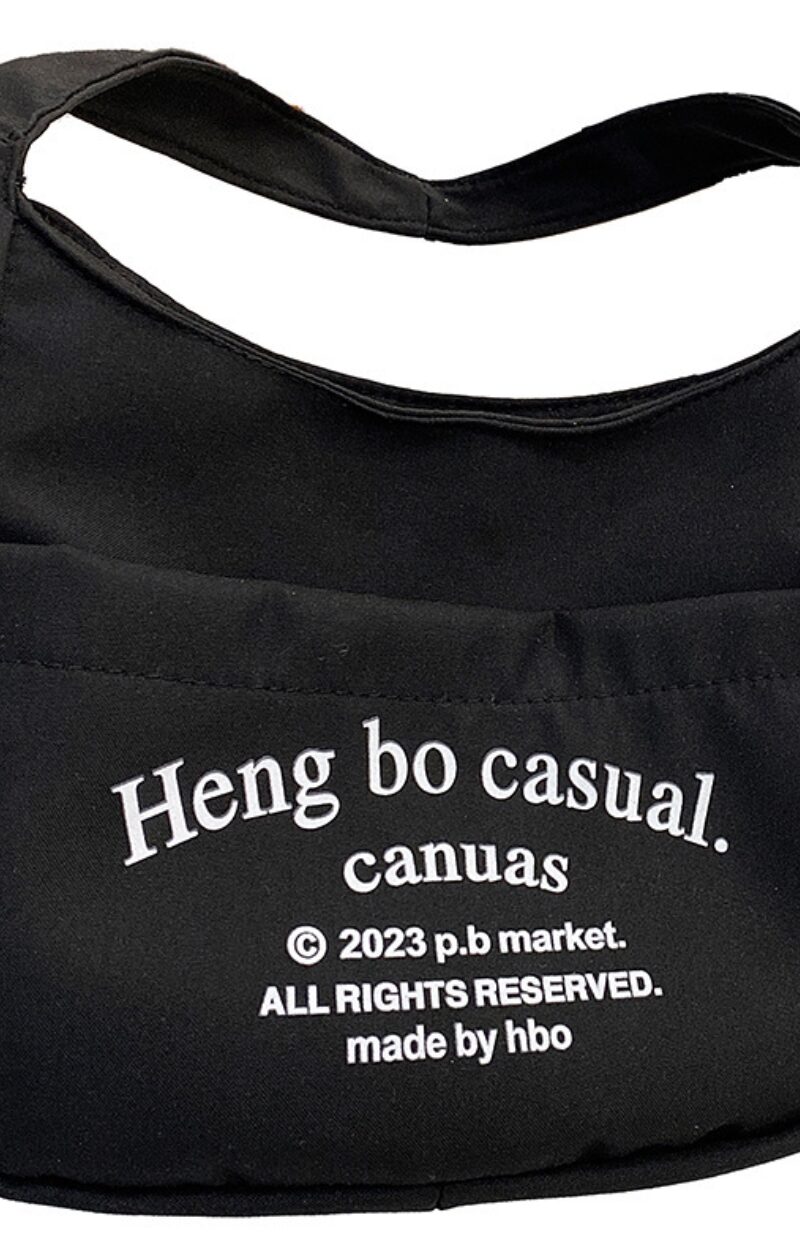 Heng bo casual.
canuas
© 2023 p.b market.
ALL RIGHTS RESERVED.
made by hbo